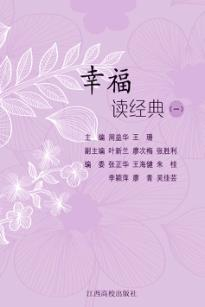 幸福
读经典（一）
主 编 周益华 王 珊
副主编 叶新兰 廖次梅 张胜利
编 委 张正华 王海健 朱 桂
李颖萍 廖 青 吴佳芸
江西高校出版社